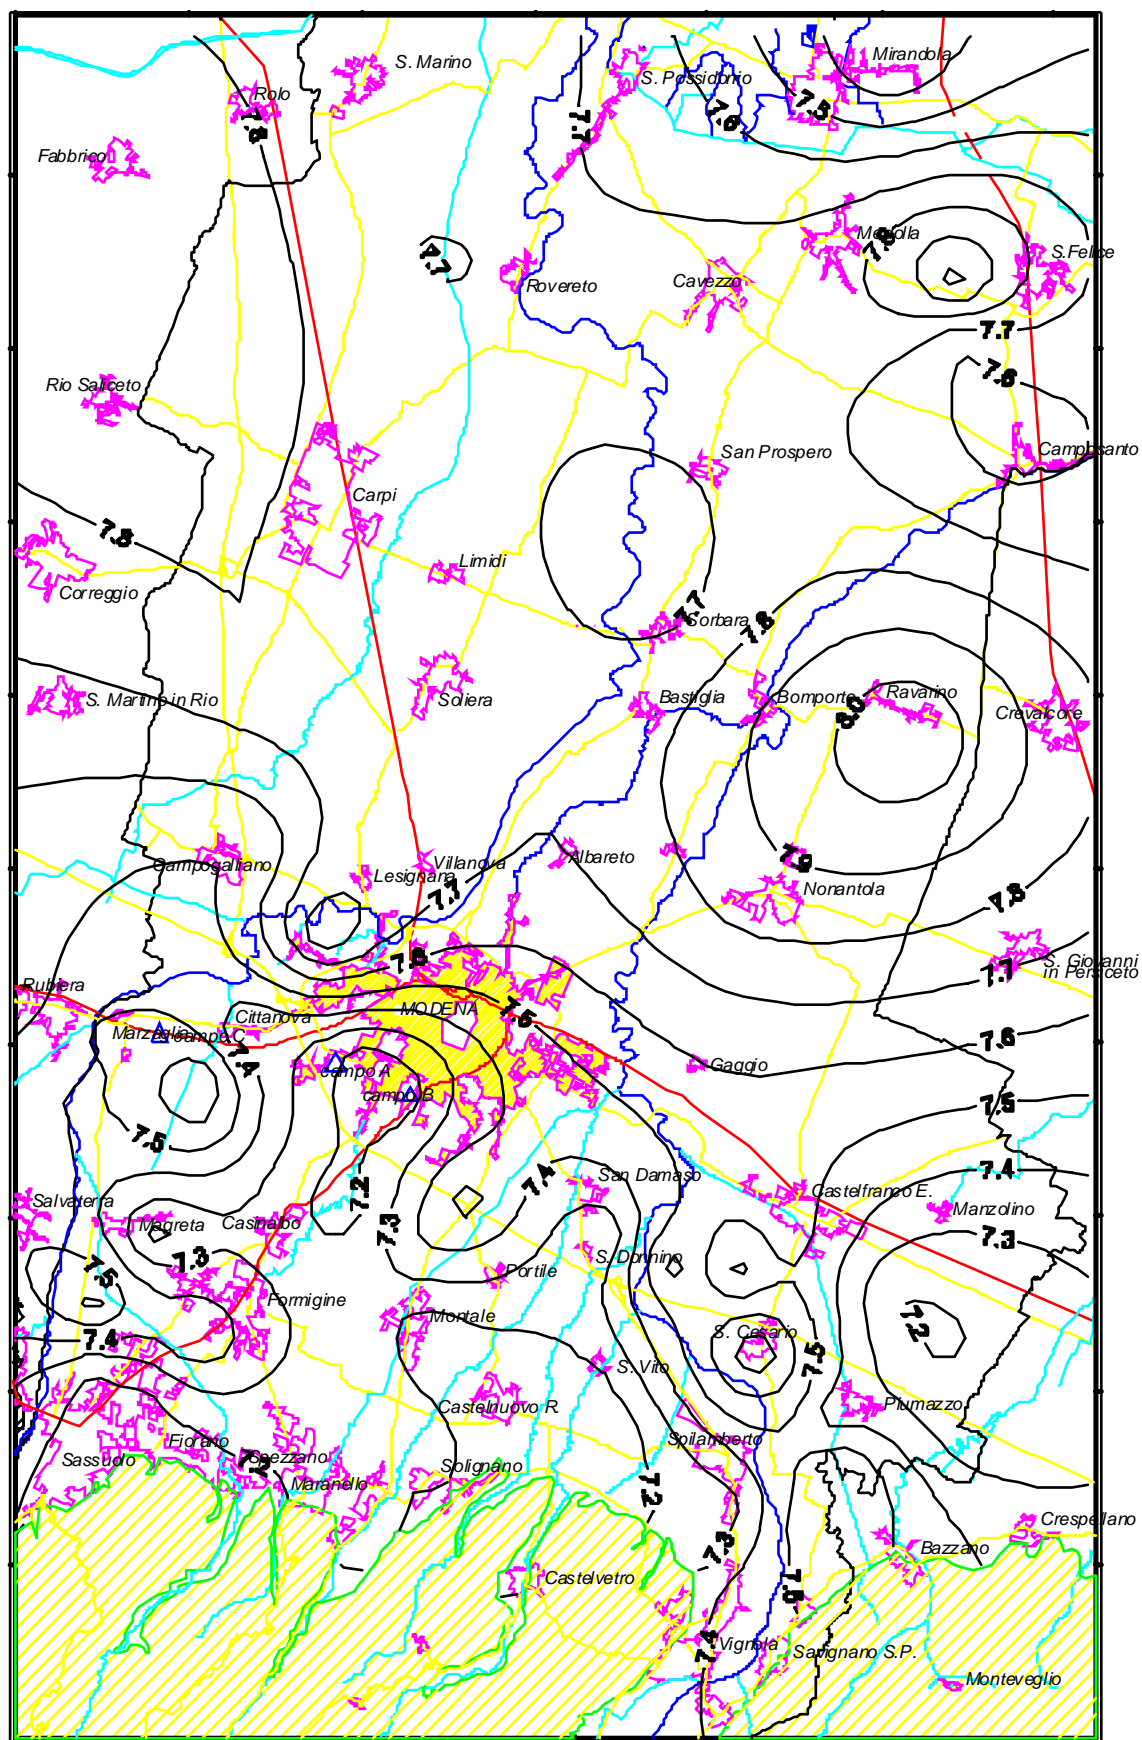 S. Marino
Mirandola
S. Possidonio
Rolo
7.5
7.6
7.7
Fabbrico
Medolla
S.Felice
Rovereto
Cavezzo
7.7
7.6
Rio Saliceto
Camposanto
San Prospero
Carpi
7.8
Limidi
Correggio
7.7
Sorbara
7.8
S. Martino in Rio
Soliera
Bastiglia
Bomporto
Ravarino
8.0
Crevalcore
Campogalliano
Villanova
Albareto
Lesignana
7.7
7.9
Nonantola
7.8
7.6
S. Giovanni
in Persiceto
7.7
Rubiera
MODENA
7.5
Cittanova
Marzaglia
campo C
7.6
7.4
campo A
Gaggio
campo B
7.5
7.5
7.4
7.4
San Damaso
Castelfranco E.
7.2
Salvaterra
Magreta
Casinalbo
7.3
Manzolino
7.3
7.3
S. Donnino
7.5
Portile
Formigine
Montale
7.2
S. Cesario
7.4
7.5
S. Vito
Castelnuovo R.
Piumazzo
Fiorano
Spilamberto
Sassuolo
Spezzano
7.2
Solignano
Maranello
7.2
Crespellano
7.3
Bazzano
Castelvetro
7.5
7.4
Vignola
Savignano S.P.
Monteveglio